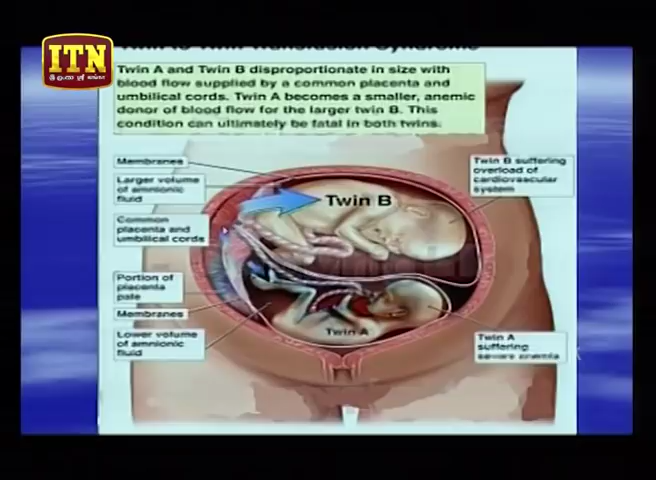 ITN
Twin to Twin Transfusion Syndrome
Twin A and Twin B disproportionate in size with
blood flow supplied by a common placenta and
umbilical cords. Twin A becomes a smaller, anemic
donor of blood flow for the larger twin B. This
condition can ultimately be fatal in both twins.
Membranes
Larger volume
of amnionic
fluid
Common
placenta and
umbilical cords
Portion of
placenta
pale
Membranes
Lower volume
of amnionic
fluid
Twin B
Twin A
Twin B suffering
overload of
cardiovascular
system
Twin A
suffering
severe anemia